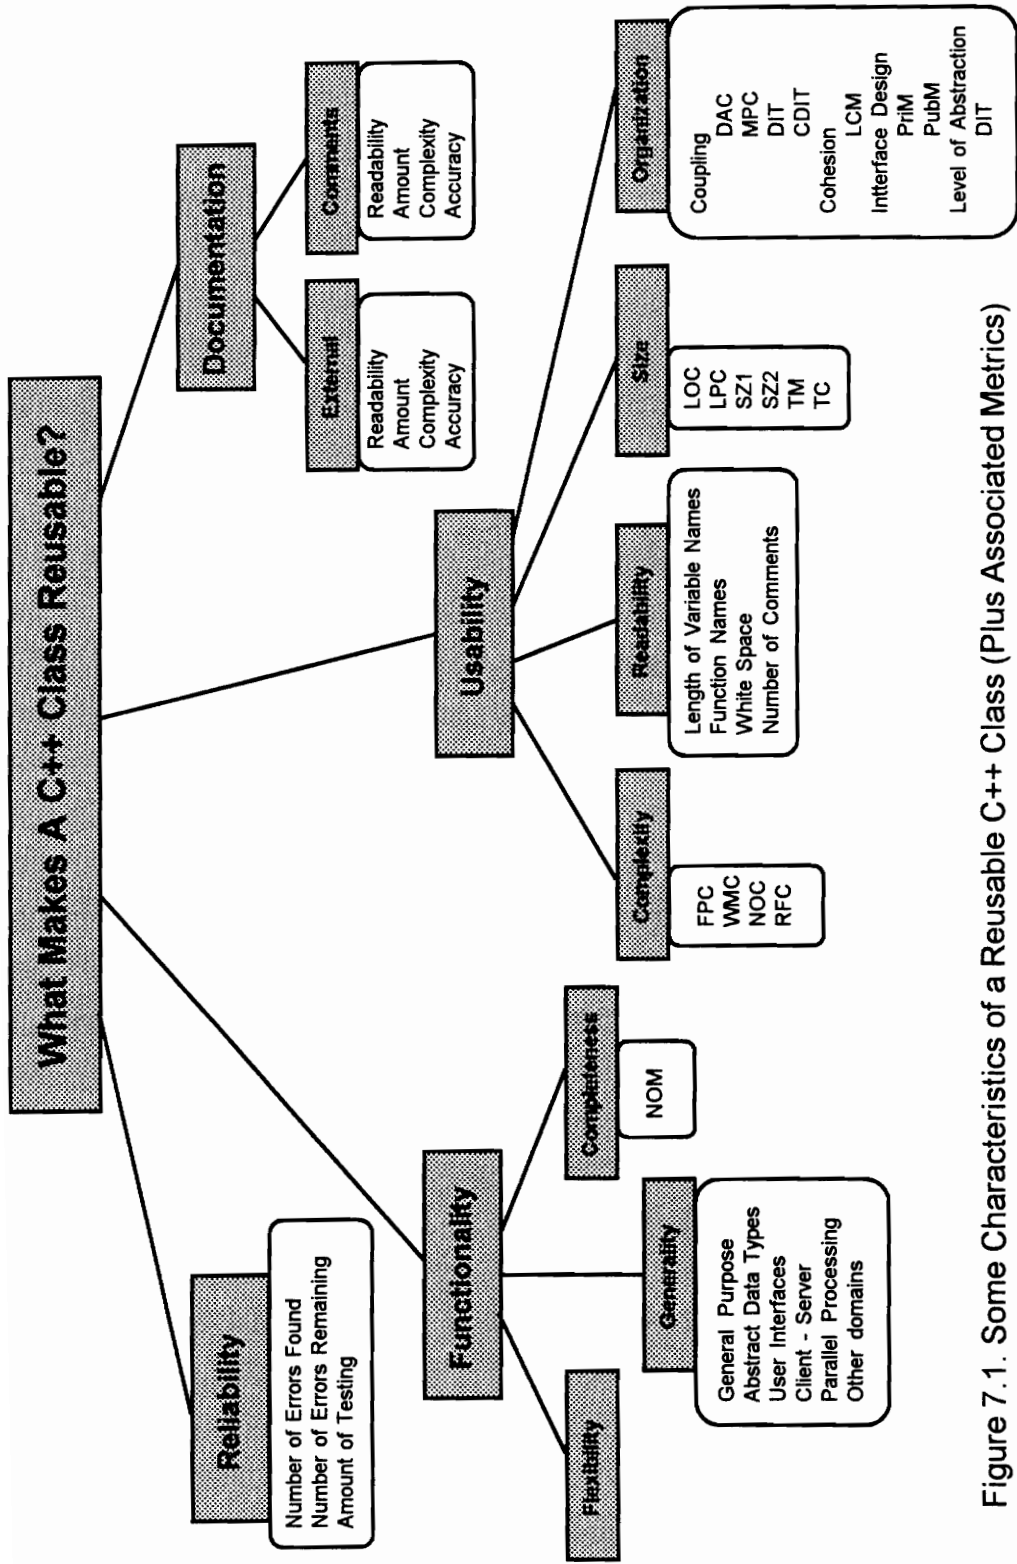 What Makes A C++ Class Reusable?
Reliability
Number of Errors Found
Number of Errors Remaining
Amount of Testing
Functionality
Flexibility
Generality
General Purpose
Abstract Data Types
User Interfaces
Client - Server
Parallel Processing
Other domains
Completeness
NOM
Usability
Complexity
FPC
WMC
NOC
RFC
Readability
Length of Variable Names
Function Names
White Space
Number of Comments
Size
LOC
LPC
SZ1
SZ2
TM
TC
Organization
Coupling
DAC
MPC
DIT
CDIT
Cohesion
LCM
Intterface Design
PriM
PubM
Level of Abstraction
DIT
Documentation
External
Readability
Amount
Complexity
Accuracy
Comments
Readability
Amount
Complexity
Accuracy
Figure 7.1. Some Characteristics of a Reusable C++ Class (Plus Associated Metrics)